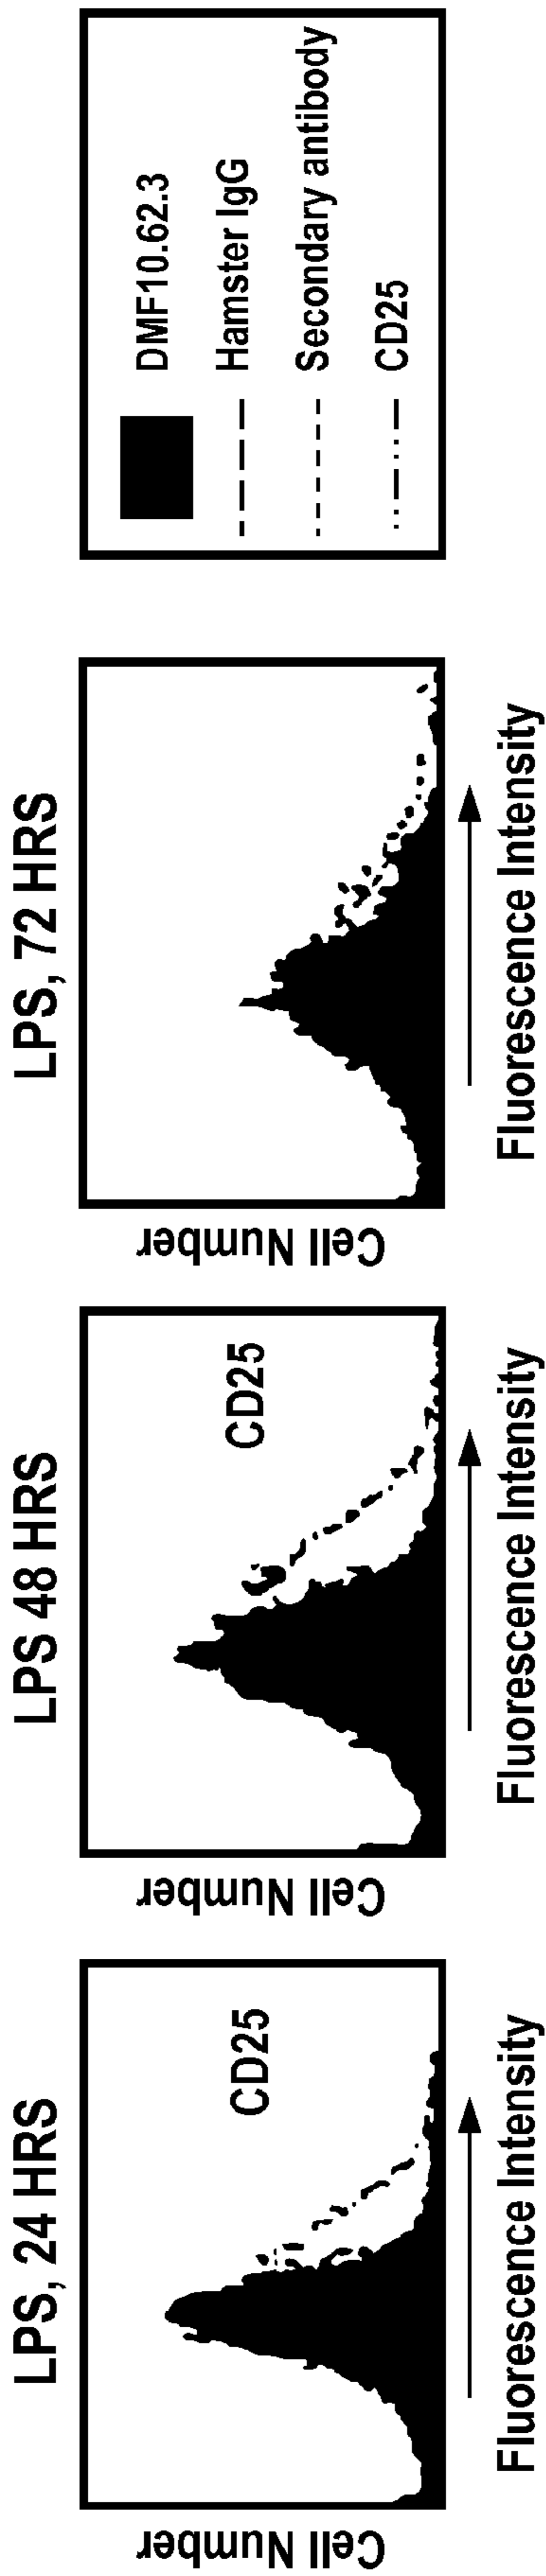 LPS, 24 HRS
Cell Number
CD25
Fluorescence Intensity
LPS 48 HRS
Cell Number
CD25
Fluorescence Intensity
LPS, 72 HRS
Cell Number
Fluorescence Intensity
DMF10.62.3
Hamster IgG
Secondary antibody
CD25